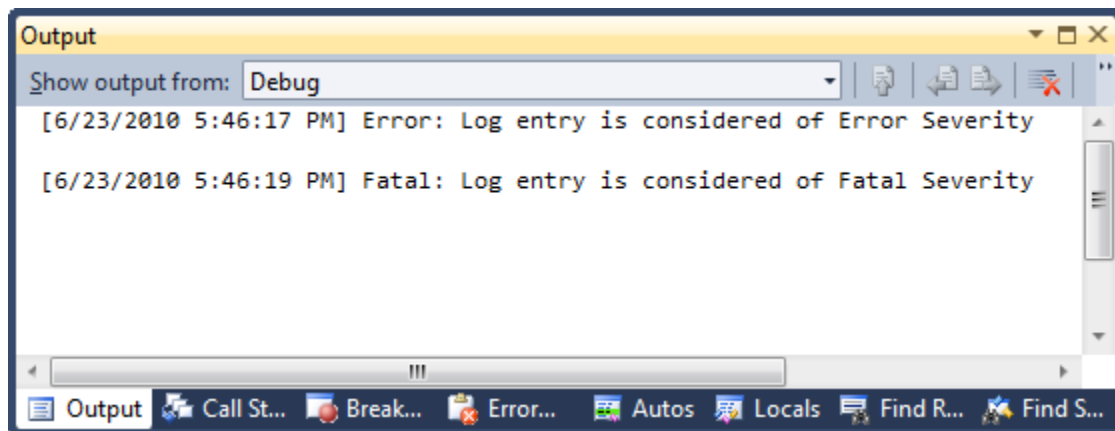 Output
Show output from: Debug
[6/23/2010 5:46:17 PM] Error: Log entry is considered of Error Severity
[6/23/2010 5:46:19 PM] Fatal: Log entry is considered of Fatal Severity
Output Call St... Break... Error... Autos Locals Find R... Find S...